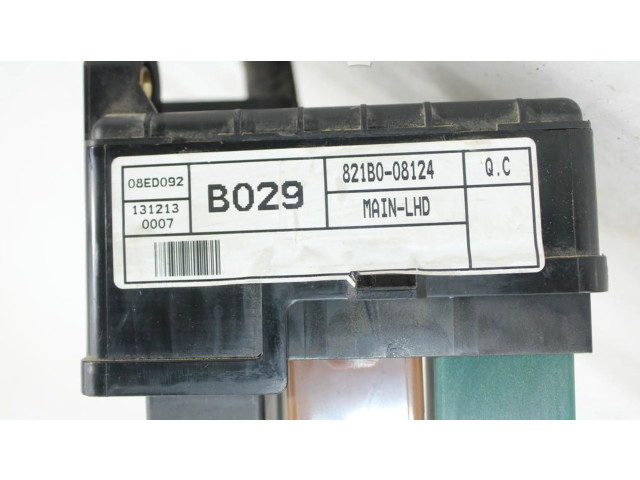 08ED092
131213
0007
B029
821B0-08124
MAIN-LHD
Q.C